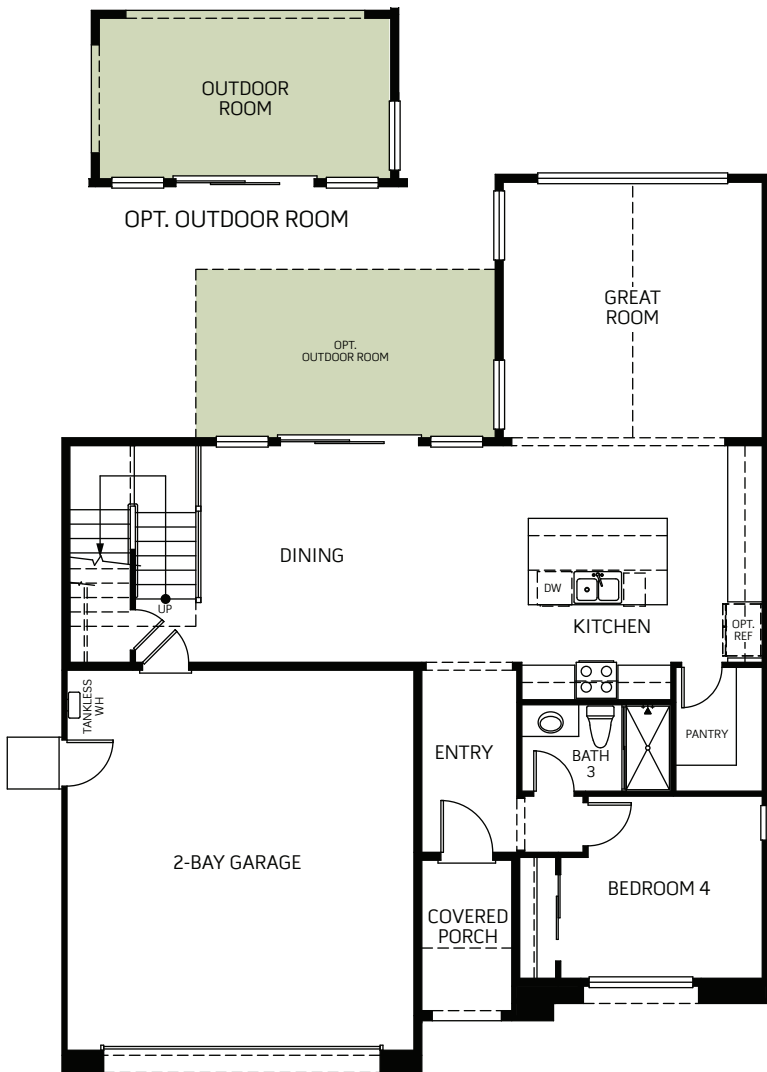 OUTDOOR
ROOM
OPT. OUTDOOR ROOM
GREAT
ROOM
OPT.
OUTDOOR ROOM
DINING
DW
UP
KITCHEN
OPT.
REF
TANKLESS
WH
ENTRY
BATH
3
PANTRY
2-BAY GARAGE
BEDROOM 4
COVERED
PORCH